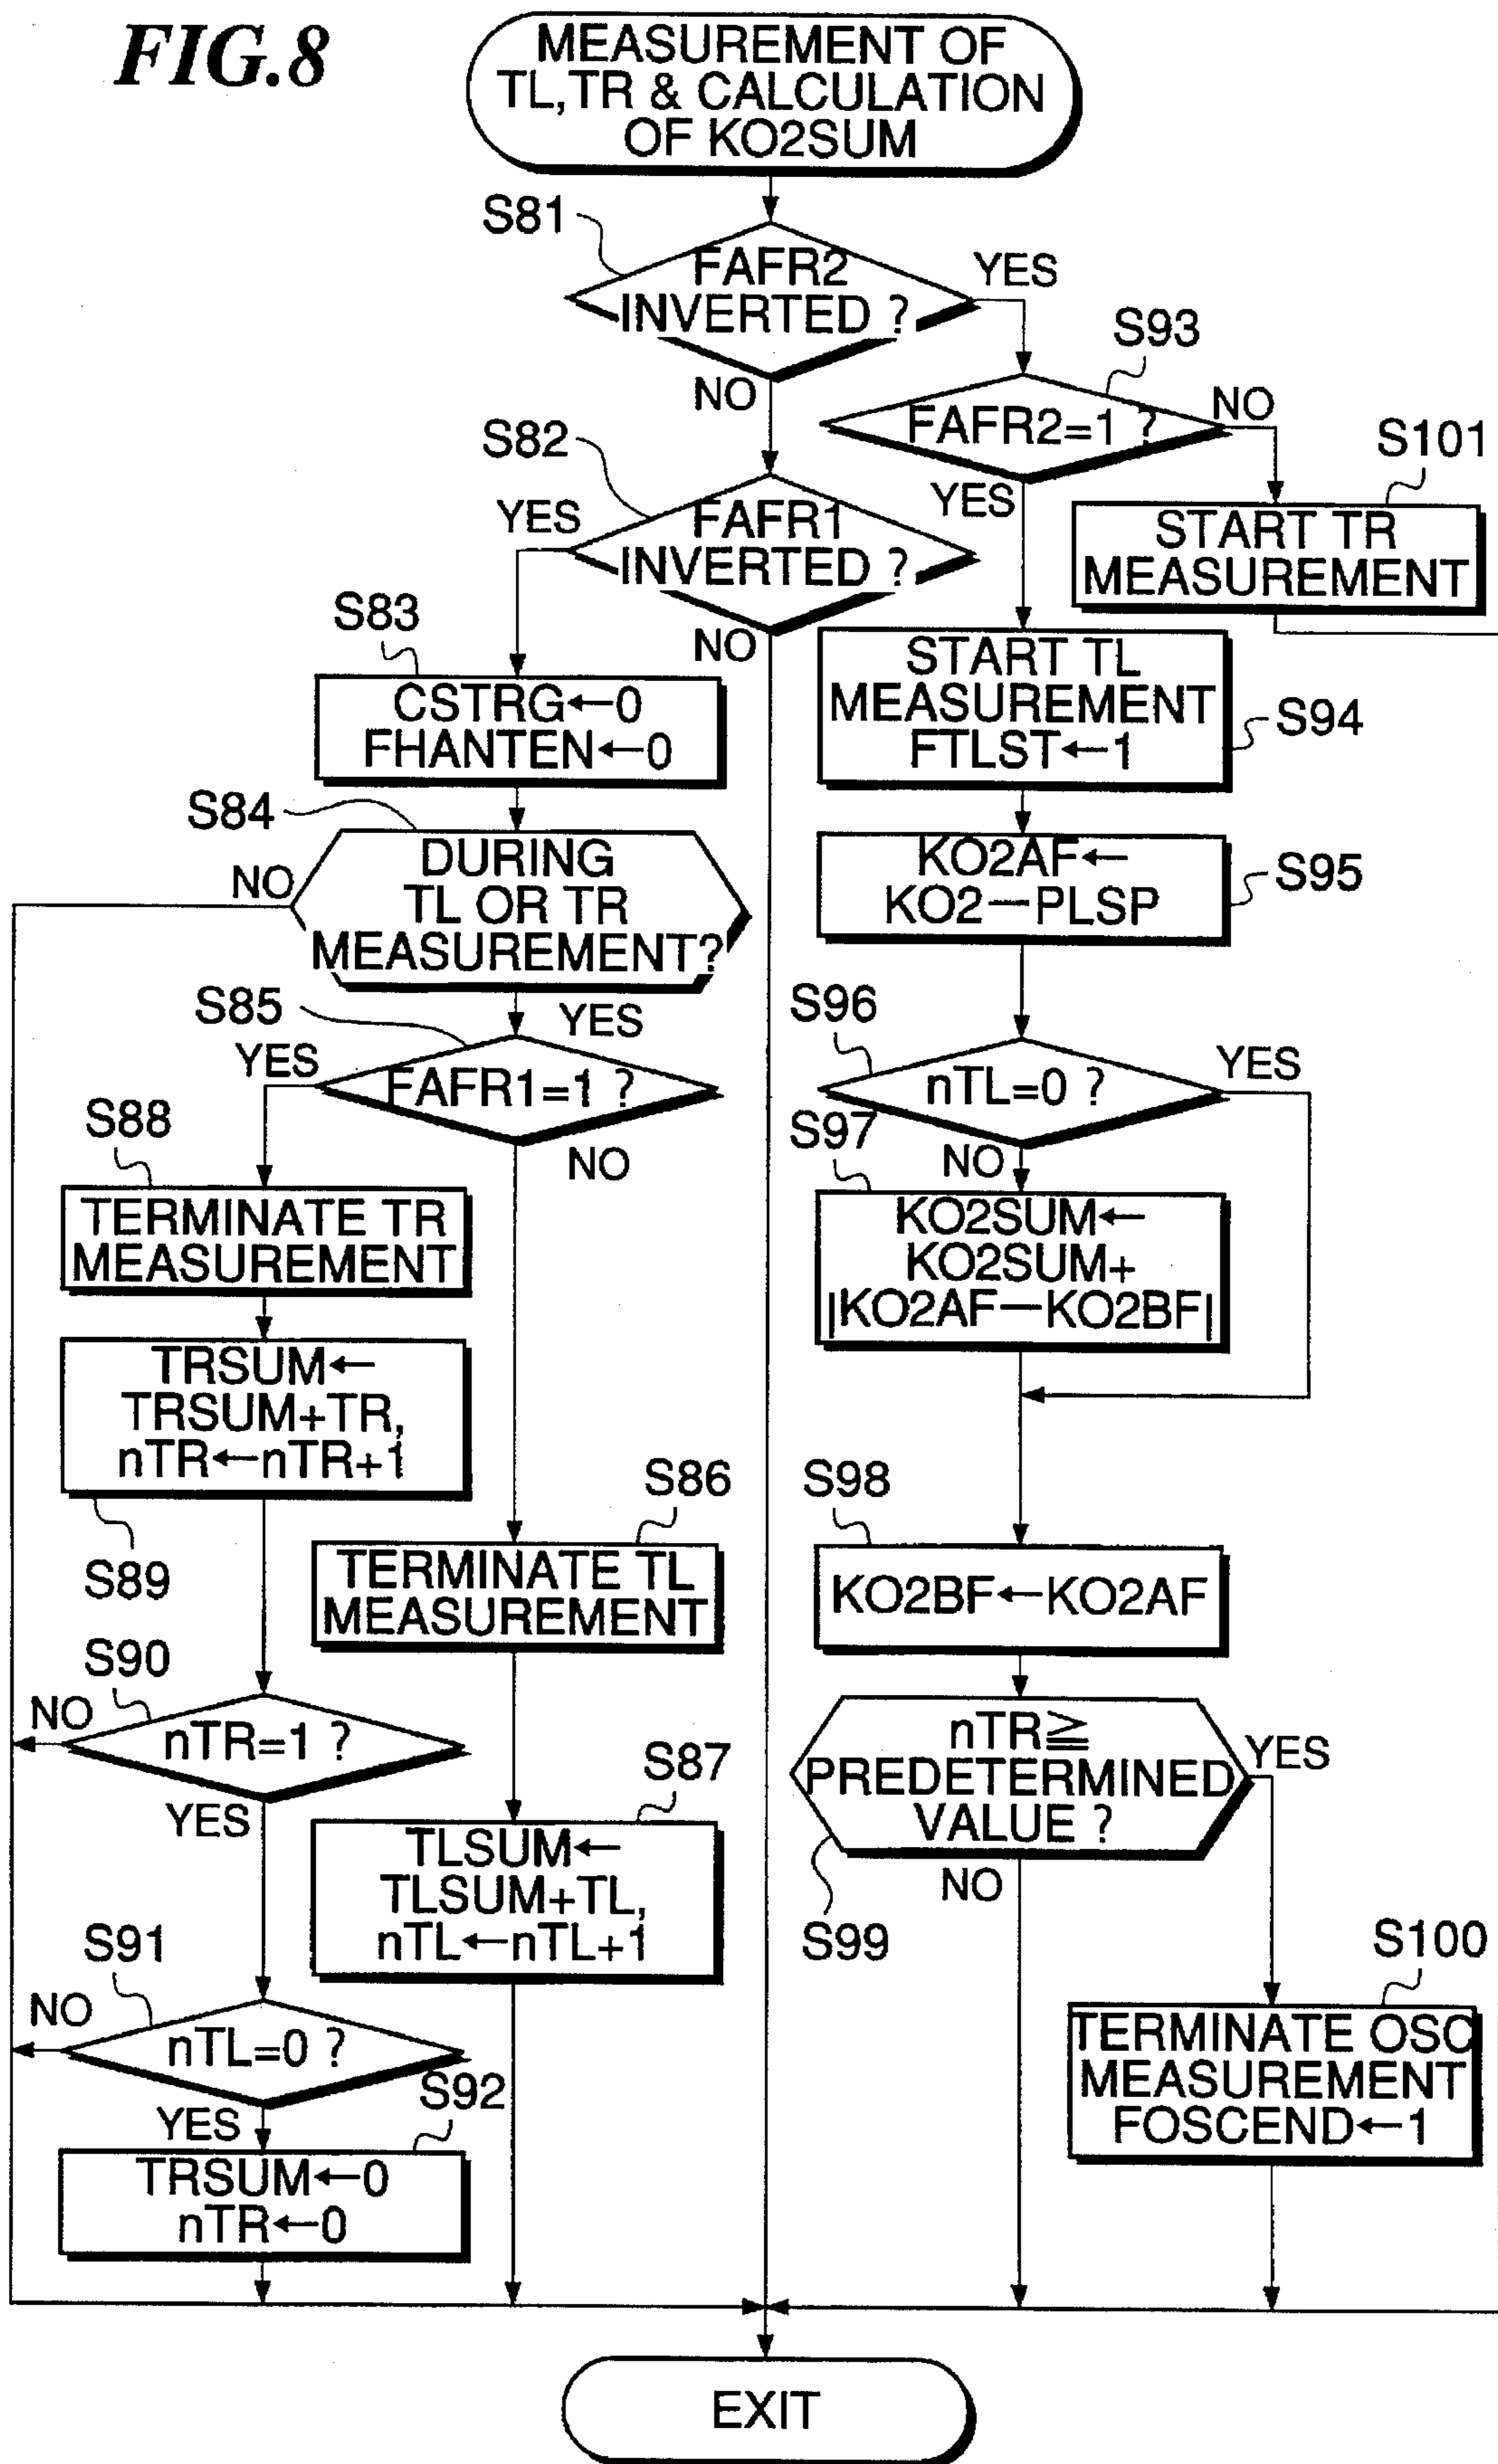 FIG.8
MEASUREMENT OF
TL,TR & CALCULATION
OF KO2SUM
S81
FAFR2
INVERTED ?
YES
NO
S93
FAFR2=1 ?
NO
YES
S101
START TR
MEASUREMENT
S82
FAFR1
INVERTED ?
YES
NO
S83
CSTRG←0
FHANTEN←0
S94
START TL
MEASUREMENT
FTLST←1
S84
DURING
TL OR TR
MEASUREMENT?
NO
YES
S95
KO2AF←
KO2−PLSP
S85
FAFR1=1 ?
YES
NO
S96
nTL=0 ?
YES
NO
S97
KO2SUM←
KO2SUM+
|KO2AF−KO2BF|
S88
TERMINATE TR
MEASUREMENT
TRSUM←
TRSUM+TR,
nTR←nTR+1
S89
S86
TERMINATE TL
MEASUREMENT
S98
KO2BF←KO2AF
S90
nTR=1 ?
NO
YES
S87
TLSUM←
TLSUM+TL,
nTL←nTL+1
nTR≧
PREDETERMINED
VALUE ?
YES
NO
S99
S91
nTL=0 ?
NO
YES
S92
TRSUM←0
nTR←0
S100
TERMINATE OSC
MEASUREMENT
FOSCEND←1
EXIT